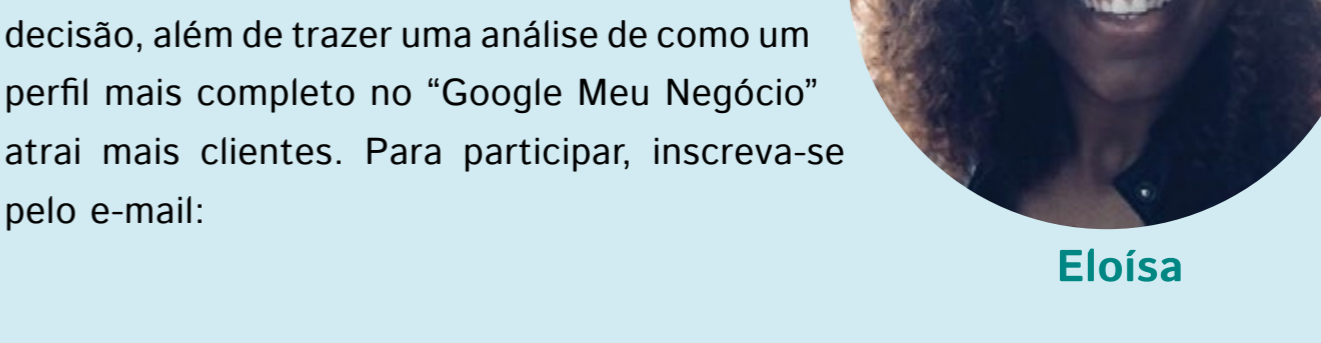 decisão, além de trazer uma análise de como um
perfil mais completo no “Google Meu Negócio”
atrai mais clientes. Para participar, inscreva-se
pelo e-mail:
Eloísa